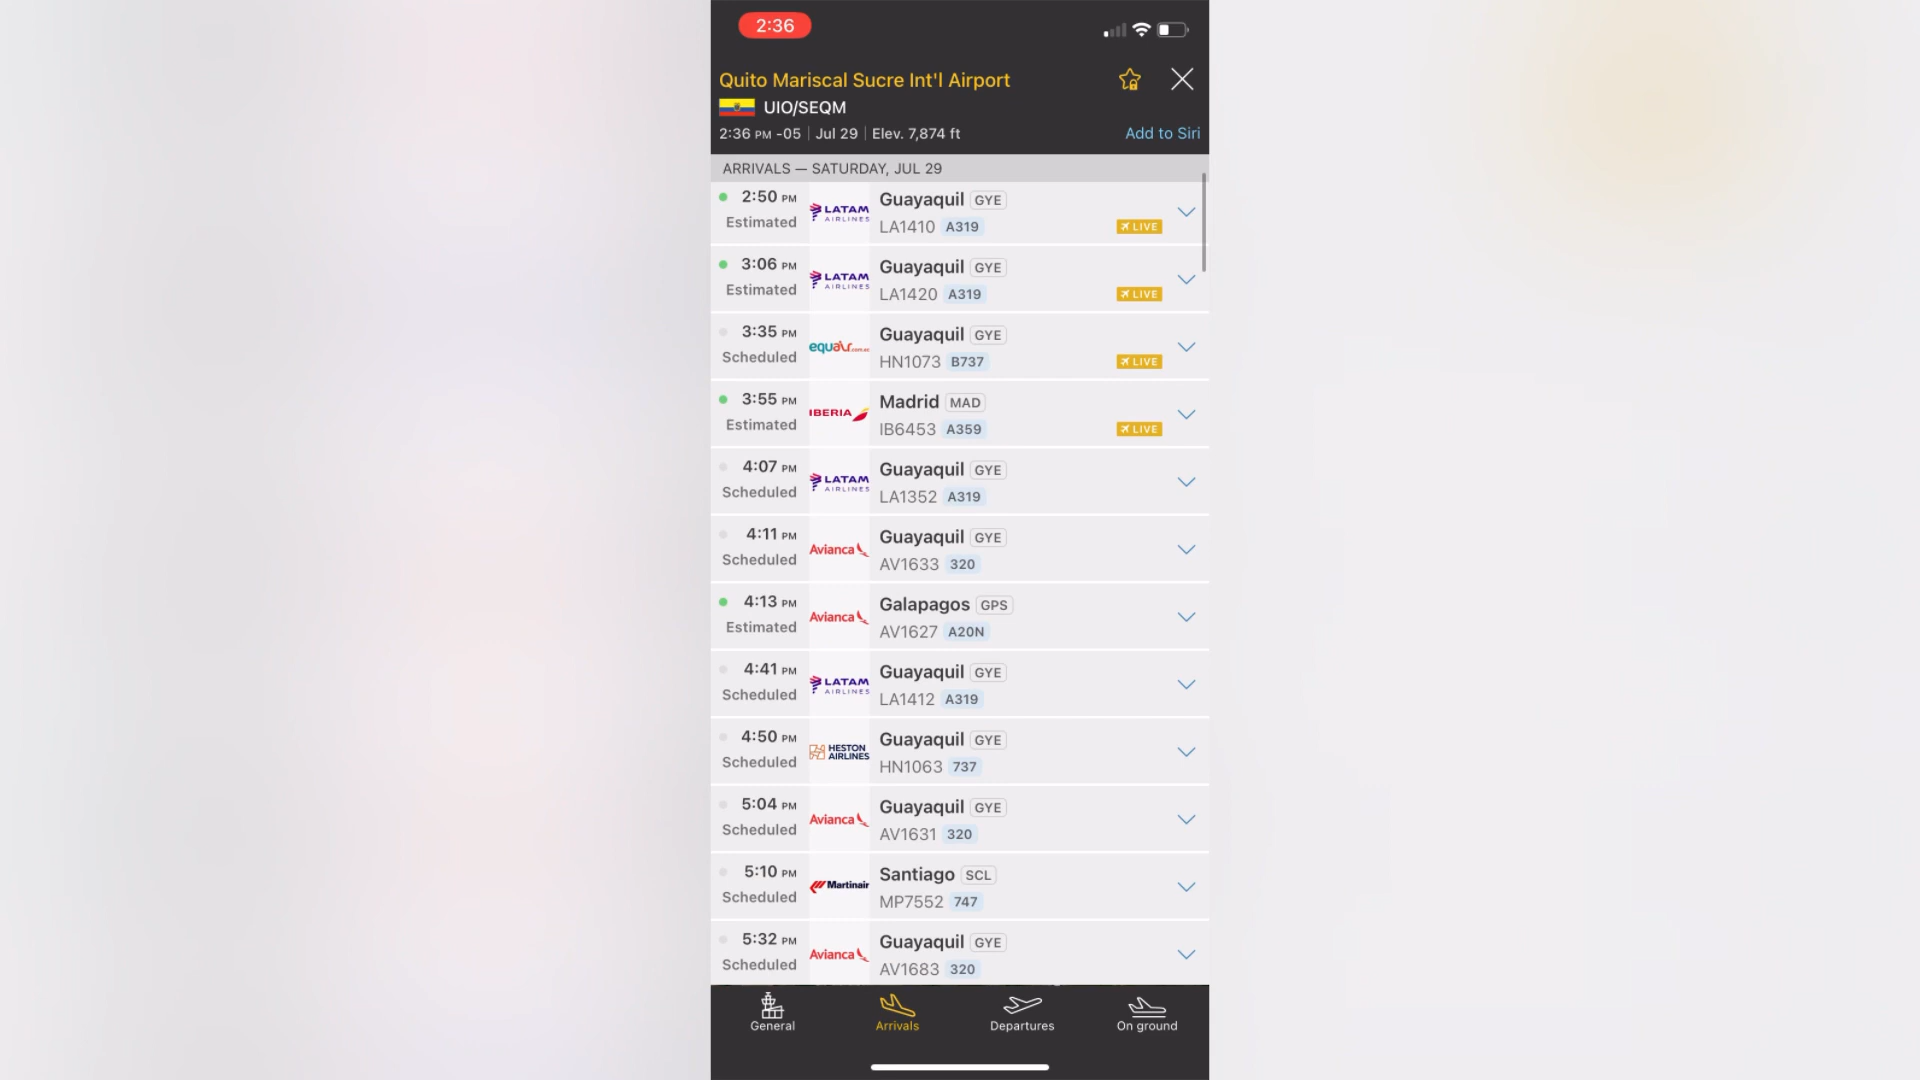 2:36
Quito Mariscal Sucre Int'l Airport
UIO/SEQM
2:36 PM -05 | Jul 29 | Elev. 7,874 ft
Add to Siri
ARRIVALS — SATURDAY, JUL 29
2:50 PM
Estimated
LATAM
AIRLINES
Guayaquil GYE
LA1410 A319
LIVE
3:06 PM
Estimated
LATAM
AIRLINES
Guayaquil GYE
LA1420 A319
LIVE
3:35 PM
Scheduled
equair.com.ec
Guayaquil GYE
HN1073 B737
LIVE
3:55 PM
Estimated
IBERIA
Madrid MAD
IB6453 A359
LIVE
4:07 PM
Scheduled
LATAM
AIRLINES
Guayaquil GYE
LA1352 A319
4:11 PM
Scheduled
Avianca
Guayaquil GYE
AV1633 320
4:13 PM
Estimated
Avianca
Galapagos GPS
AV1627 A20N
4:41 PM
Scheduled
LATAM
AIRLINES
Guayaquil GYE
LA1412 A319
4:50 PM
Scheduled
HESTON
AIRLINES
Guayaquil GYE
HN1063 737
5:04 PM
Scheduled
Avianca
Guayaquil GYE
AV1631 320
5:10 PM
Scheduled
Martinair
Santiago SCL
MP7552 747
5:32 PM
Scheduled
Avianca
Guayaquil GYE
AV1683 320
General
Arrivals
Departures
On ground